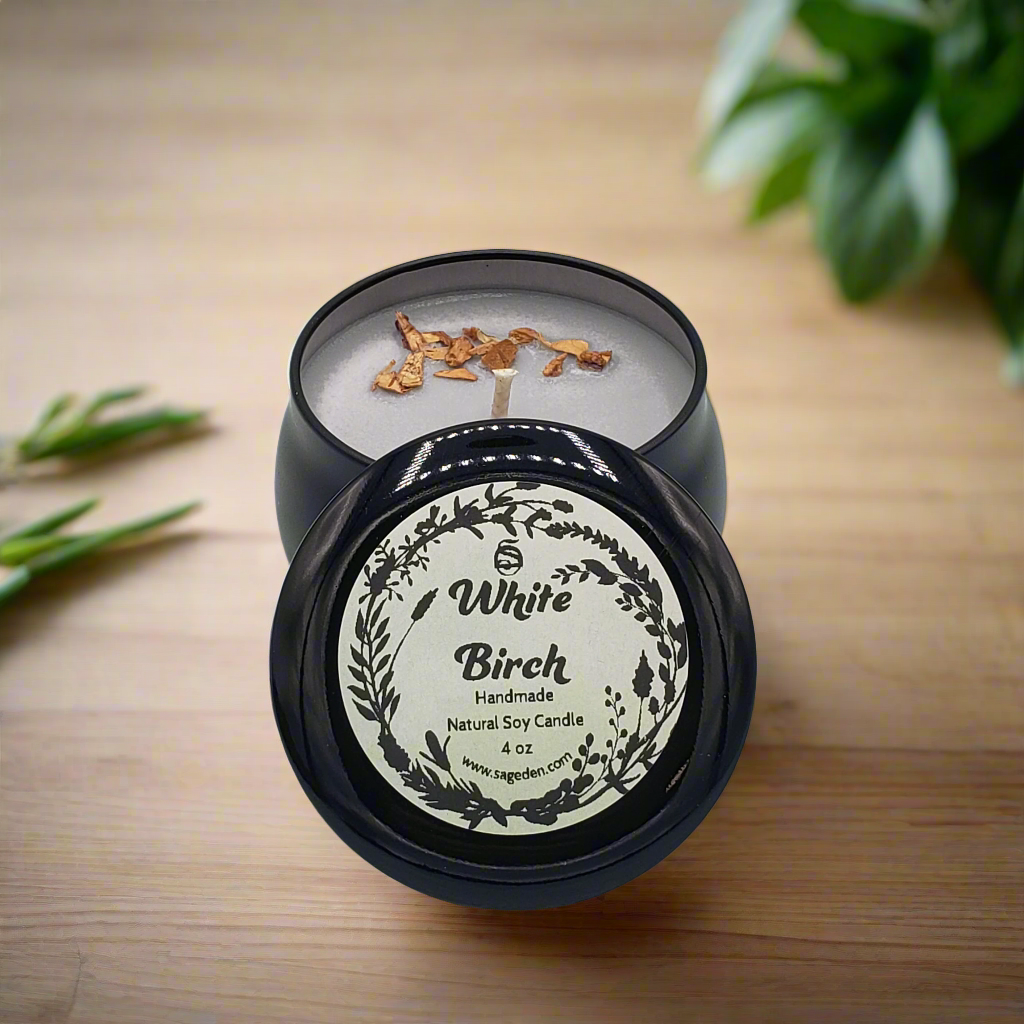 White
Birch
Handmade
Natural Soy Candle
4 oz
www.sageden.com